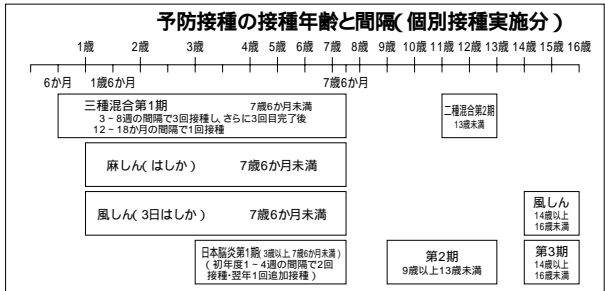 予防接種の接種年齢と間隔(個別接種実施分)
1歳 2歳 3歳 4歳 5歳 6歳 7歳 8歳 9歳 10歳 11歳 12歳 13歳 14歳 15歳 16歳
6か月 1歳6か月 7歳6か月
三種混合第1期 7歳6か月未満
3~8週の間隔で3回接種し、さらに3回目完了後
12~18か月の間隔で1回接種
二種混合第2期
13歳未満
麻しん(はしか) 7歳6か月未満
風しん(3日はしか) 7歳6か月未満
風しん
14歳以上
16歳未満
日本脳炎第1期(3歳以上,7歳6か月未満)
(初年度1~4週の間隔で2回
接種・翌年1回追加接種)
第2期
9歳以上13歳未満
第3期
14歳以上
16歳未満